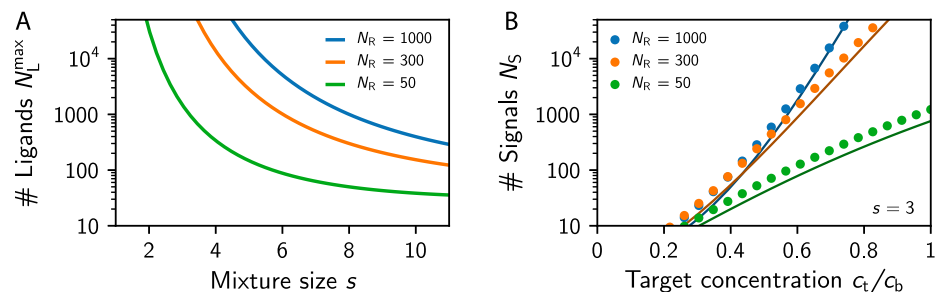 A
# Ligands N_L^max
10^4
1000
100
10
N_R = 1000
N_R = 300
N_R = 50
2
4
6
8
10
Mixture size s
B
# Signals N_S
10^4
1000
100
10
N_R = 1000
N_R = 300
N_R = 50
s = 3
0
0.2
0.4
0.6
0.8
1
Target concentration c_t/c_b